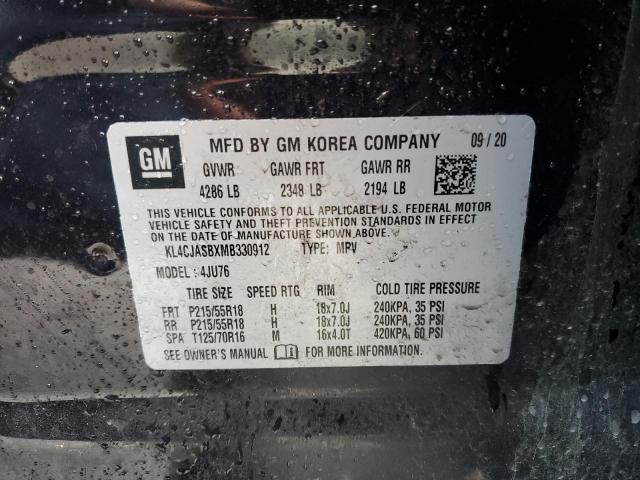 GM MFD BY GM KOREA COMPANY 09/20
GVWR GAWR FRT GAWR RR
4286 LB 2348 LB 2194 LB
THIS VEHICLE CONFORMS TO ALL APPLICABLE U.S. FEDERAL MOTOR
VEHICLE SAFETY AND THEFT PREVENTION STANDARDS IN EFFECT
ON THE DATE OF MANUFACTURE SHOWN ABOVE.
KL4CJASBXMB330912 TYPE: MPV
MODEL: 4JU76
TIRE SIZE SPEED RTG RIM COLD TIRE PRESSURE
FRT P215/55R18 H 18x7.0J 240KPA, 35 PSI
RR P215/55R18 H 18x7.0J 240KPA, 35 PSI
SPA T125/70R16 M 16x4.0T 420KPA, 60 PSI
SEE OWNER'S MANUAL FOR MORE INFORMATION.